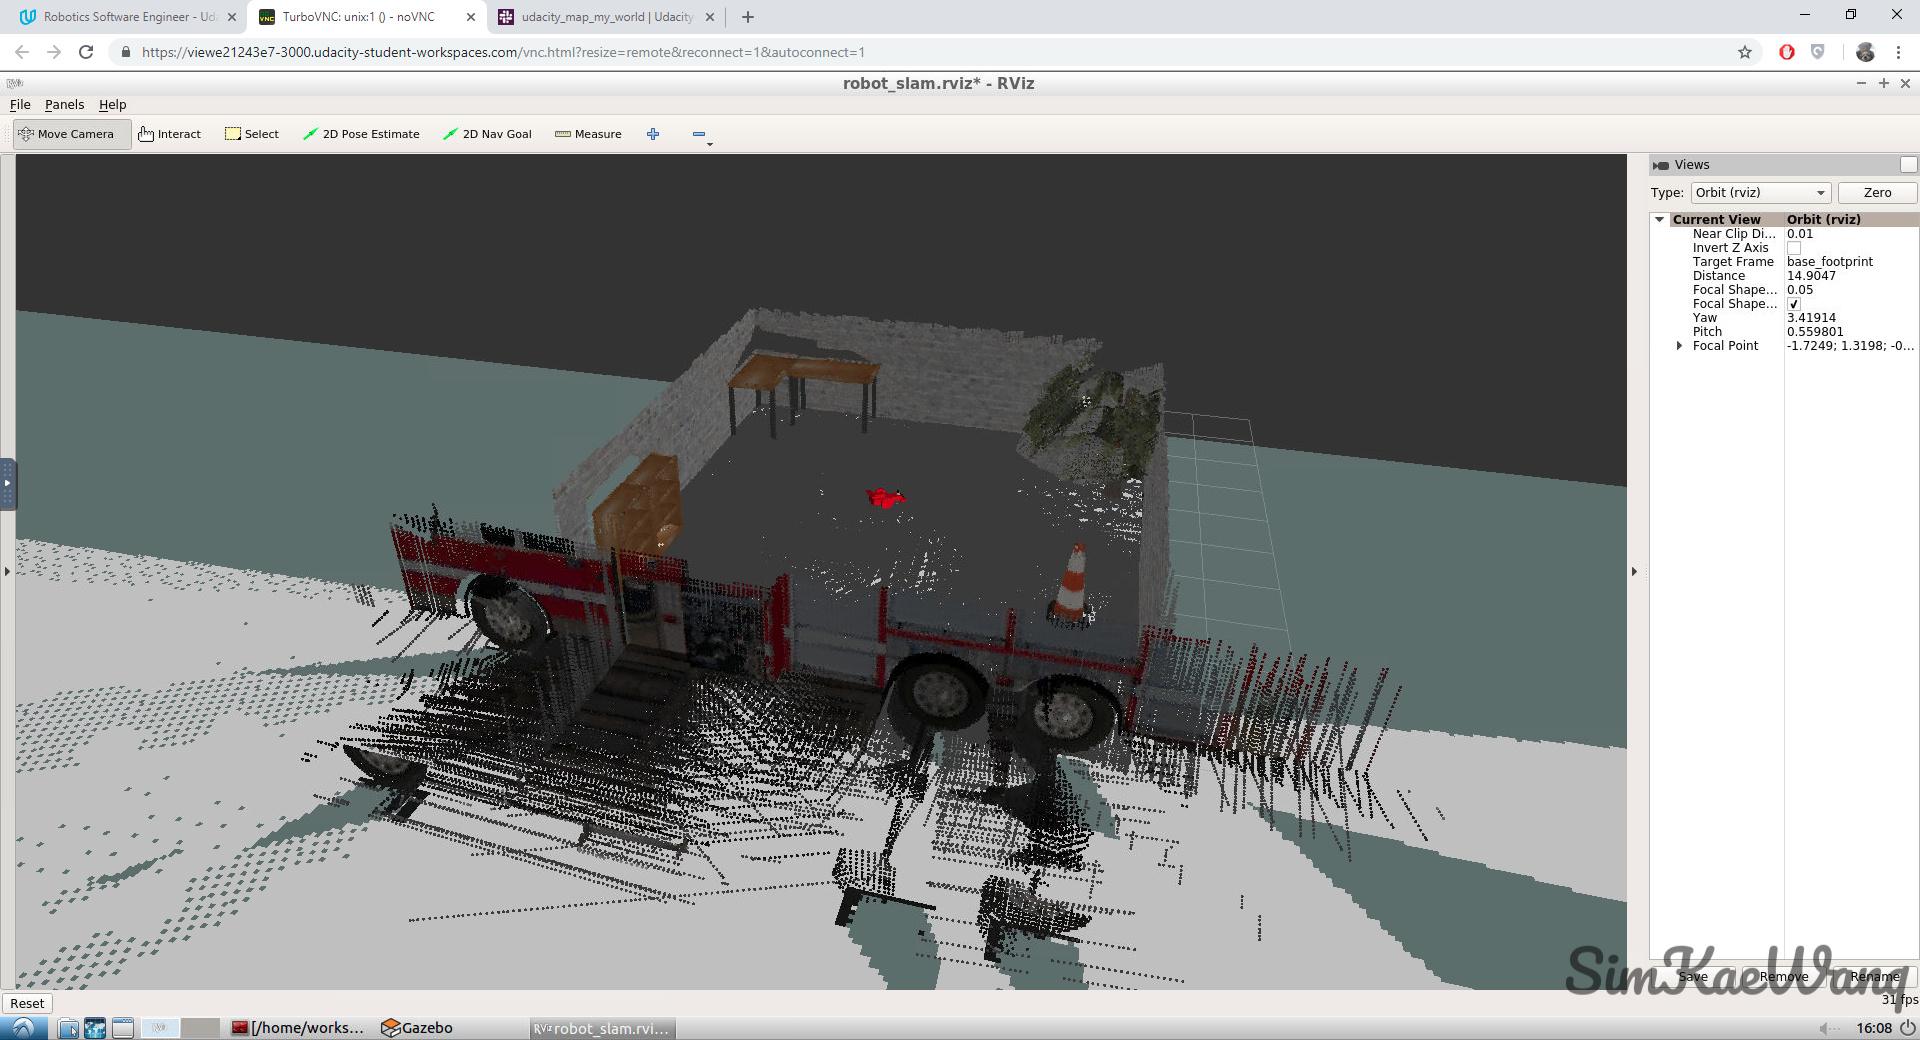 Robotics Software Engineer - Uda
TurboVNC: unix:1 () - noVNC
udacity_map_my_world | Udacity
https://viewe21243e7-3000.udacity-student-workspaces.com/vnc.html?resize=remote&reconnect=1&autoconnect=1
RViz
robot_slam.rviz* - RViz
File Panels Help
Move Camera Interact Select 2D Pose Estimate 2D Nav Goal Measure
Views
Type: Orbit (rviz) Zero
Current View Orbit (rviz)
Near Clip Di... 0.01
Invert Z Axis
Target Frame base_footprint
Distance 14.9047
Focal Shape... 0.05
Focal Shape...
Yaw 3.41914
Pitch 0.559801
Focal Point -1.7249; 1.3198; -0...
Save Remove Rename
SimKaeWang
Reset
31 fps
[/home/works...
Gazebo
RViz robot_slam.rvi...
16:08